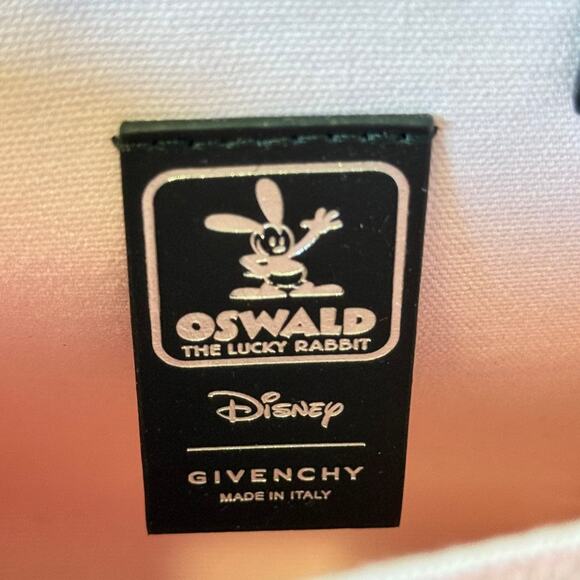 OSWALD
THE LUCKY RABBIT
Disney
GIVENCHY
MADE IN ITALY